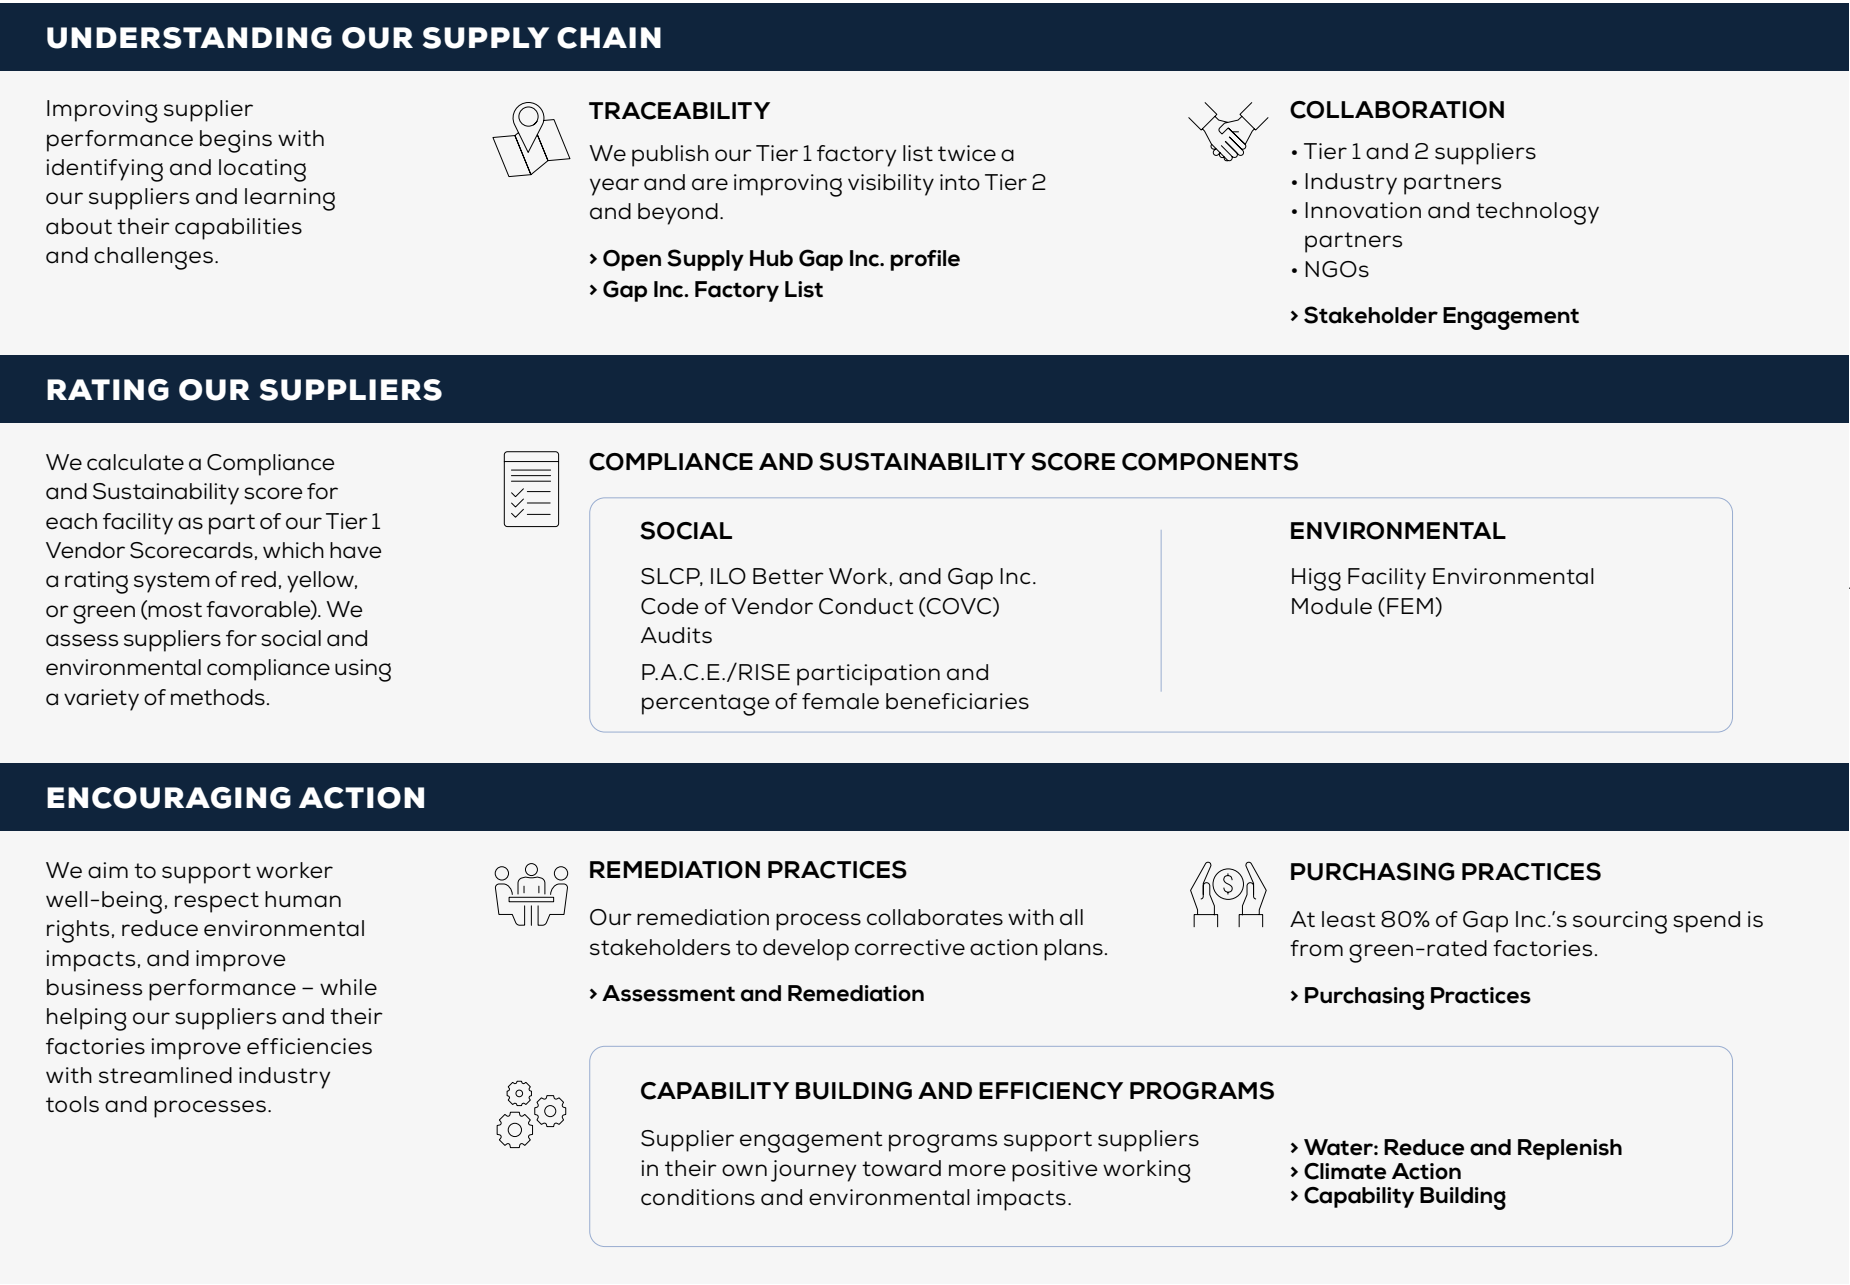 UNDERSTANDING OUR SUPPLY CHAIN
Improving supplier
performance begins with
identifying and locating
our suppliers and learning
about their capabilities
and challenges.
TRACEABILITY
We publish our Tier 1 factory list twice a
year and are improving visibility into Tier 2
and beyond.
› Open Supply Hub Gap Inc. profile
› Gap Inc. Factory List
COLLABORATION
• Tier 1 and 2 suppliers
• Industry partners
• Innovation and technology
partners
• NGOs
› Stakeholder Engagement
RATING OUR SUPPLIERS
We calculate a Compliance
and Sustainability score for
each facility as part of our Tier 1
Vendor Scorecards, which have
a rating system of red, yellow,
or green (most favorable). We
assess suppliers for social and
environmental compliance using
a variety of methods.
COMPLIANCE AND SUSTAINABILITY SCORE COMPONENTS
SOCIAL
SLCP, ILO Better Work, and Gap Inc.
Code of Vendor Conduct (COVC)
Audits
P.A.C.E./RISE participation and
percentage of female beneficiaries
ENVIRONMENTAL
Higg Facility Environmental
Module (FEM)
ENCOURAGING ACTION
We aim to support worker
well-being, respect human
rights, reduce environmental
impacts, and improve
business performance – while
helping our suppliers and their
factories improve efficiencies
with streamlined industry
tools and processes.
REMEDIATION PRACTICES
Our remediation process collaborates with all
stakeholders to develop corrective action plans.
› Assessment and Remediation
PURCHASING PRACTICES
$
At least 80% of Gap Inc.’s sourcing spend is
from green-rated factories.
› Purchasing Practices
CAPABILITY BUILDING AND EFFICIENCY PROGRAMS
Supplier engagement programs support suppliers
in their own journey toward more positive working
conditions and environmental impacts.
› Water: Reduce and Replenish
› Climate Action
› Capability Building